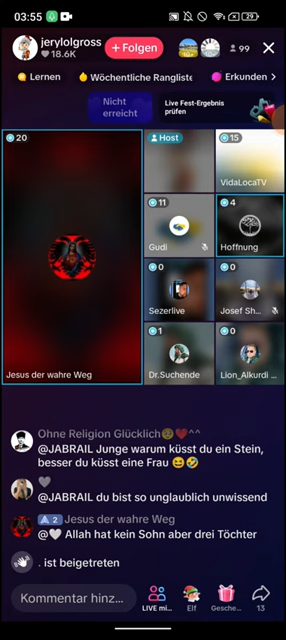 03:55
29
jerylolgross
18.6K
+ Folgen
99
Lernen
Wöchentliche Rangliste
Erkunden
Nicht
erreicht
Live Fest-Ergebnis
prüfen
20
Jesus der wahre Weg
Host
15
VidaLocaTV
11
Gudi
4
Hoffnung
0
Sezerlive
0
Josef Sh...
1
Dr.Suchende
0
Lion_Alkurdi ...
Ohne Religion Glücklich🥹❤️^^
@JABRAIL Junge warum küsst du ein Stein,
besser du küsst eine Frau 😆🤣
🩶
@JABRAIL du bist so unglaublich unwissend
2 Jesus der wahre Weg
@🤍 Allah hat kein Sohn aber drei Töchter
. ist beigetreten
Kommentar hinz...
LIVE mi...
Elf
Gesche...
13